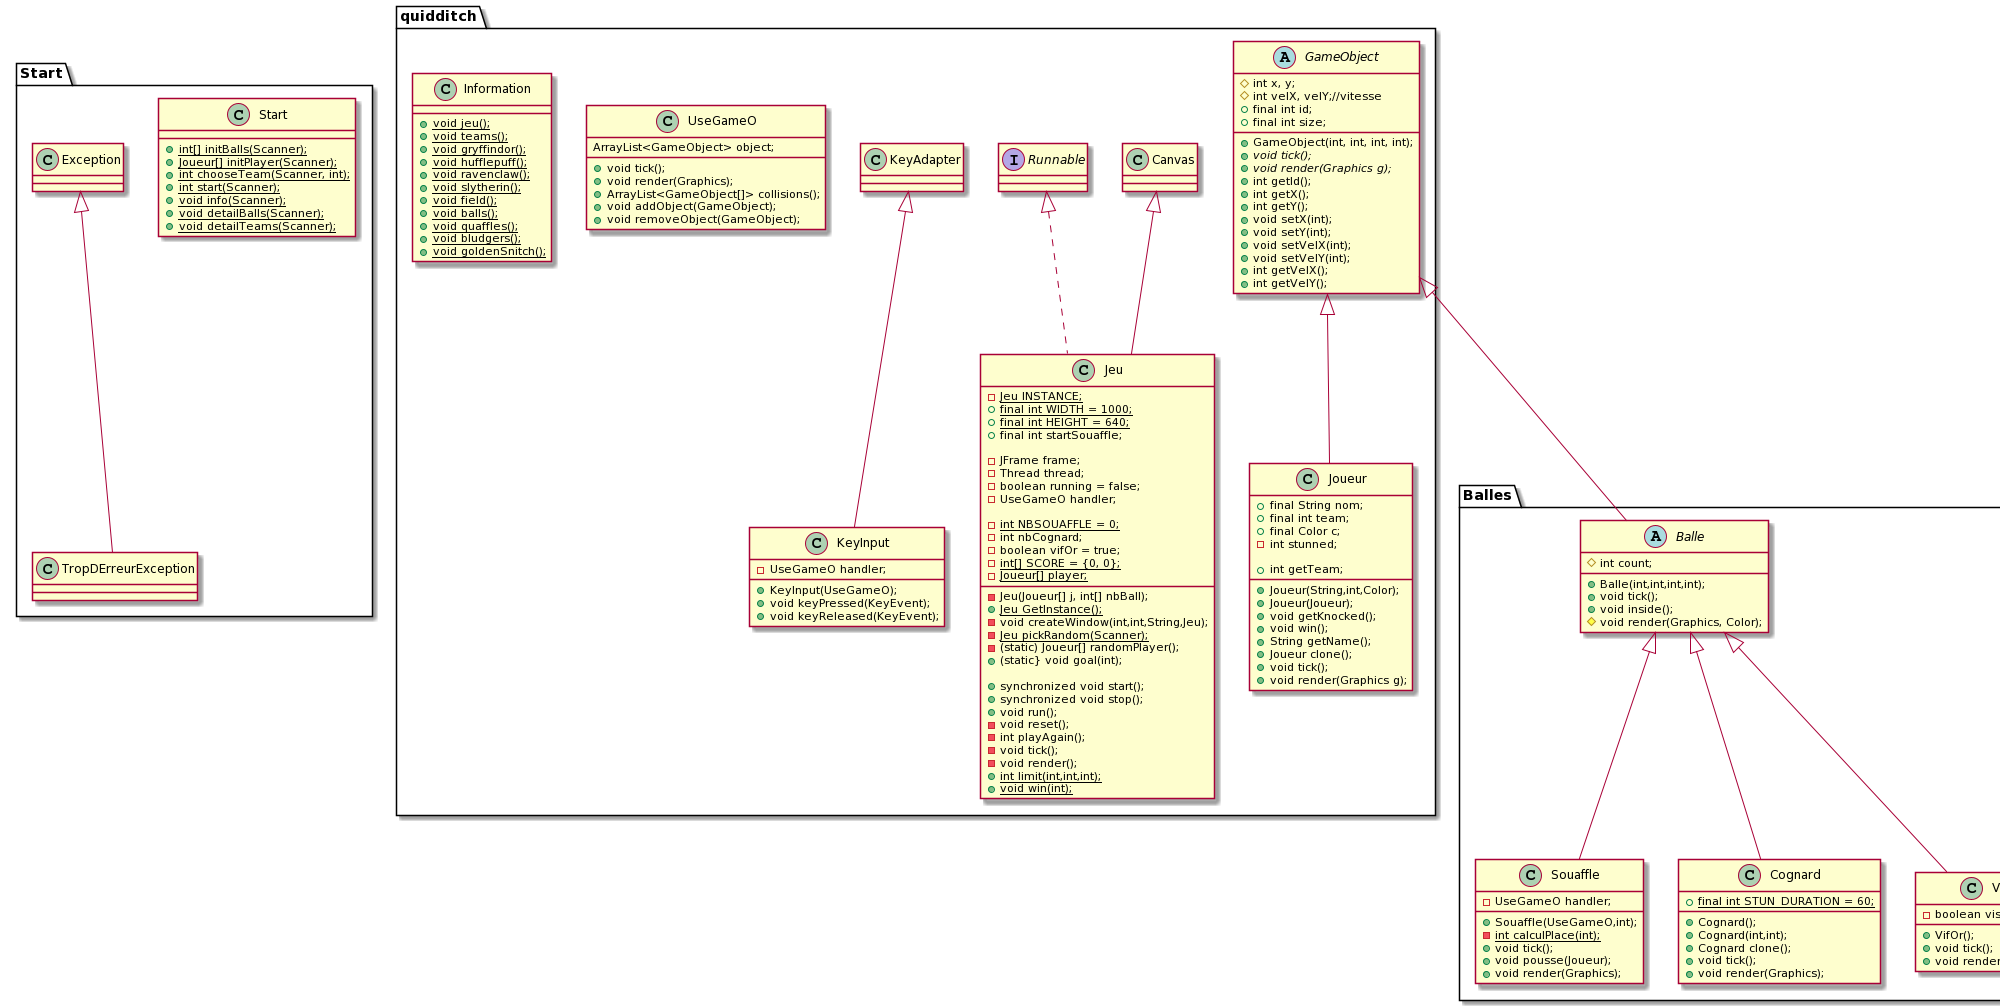 Start
C Exception
C Start
int[] initBalls(Scanner);
Joueur[] initPlayer(Scanner);
int chooseTeam(Scanner, int);
int start(Scanner);
void info(Scanner);
void detailBalls(Scanner);
void detailTeams(Scanner);
C TropDErreurException
quidditch
C Information
void jeu();
void teams();
void gryffindor();
void hufflepuff();
void ravenclaw();
void slytherin();
void field();
void balls();
void quaffles();
void bludgers();
void goldenSnitch();
C UseGameO
ArrayList<GameObject> object;
void tick();
void render(Graphics);
ArrayList<GameObject[]> collisions();
void addObject(GameObject);
void removeObject(GameObject);
C KeyAdapter
I Runnable
C Canvas
A GameObject
int x, y;
int velX, velY;//vitesse
final int id;
final int size;
GameObject(int, int, int, int);
void tick();
void render(Graphics g);
int getId();
int getX();
int getY();
void setX(int);
void setY(int);
void setVelX(int);
void setVelY(int);
int getVelX();
int getVelY();
C KeyInput
UseGameO handler;
KeyInput(UseGameO);
void keyPressed(KeyEvent);
void keyReleased(KeyEvent);
C Jeu
Jeu INSTANCE;
final int WIDTH = 1000;
final int HEIGHT = 640;
final int startSouaffle;
JFrame frame;
Thread thread;
boolean running = false;
UseGameO handler;
int NBSOUAFFLE = 0;
int nbCognard;
boolean vifOr = true;
int[] SCORE = {0, 0};
Joueur[] player;
Jeu(Joueur[] j, int[] nbBall);
Jeu GetInstance();
void createWindow(int,int,String,Jeu);
Jeu pickRandom(Scanner);
(static) Joueur[] randomPlayer();
(static} void goal(int);
synchronized void start();
synchronized void stop();
void run();
void reset();
int playAgain();
void tick();
void render();
int limit(int,int,int);
void win(int);
C Joueur
final String nom;
final int team;
final Color c;
int stunned;
int getTeam;
Joueur(String,int,Color);
Joueur(Joueur);
void getKnocked();
void win();
String getName();
Joueur clone();
void tick();
void render(Graphics g);
Balles
A Balle
int count;
Balle(int,int,int,int);
void tick();
void inside();
void render(Graphics, Color);
C Souaffle
UseGameO handler;
Souaffle(UseGameO,int);
int calculPlace(int);
void tick();
void pousse(Joueur);
void render(Graphics);
C Cognard
final int STUN_DURATION = 60;
Cognard();
Cognard(int,int);
Cognard clone();
void tick();
void render(Graphics);
C V
boolean vis
VifOr();
void tick();
void render